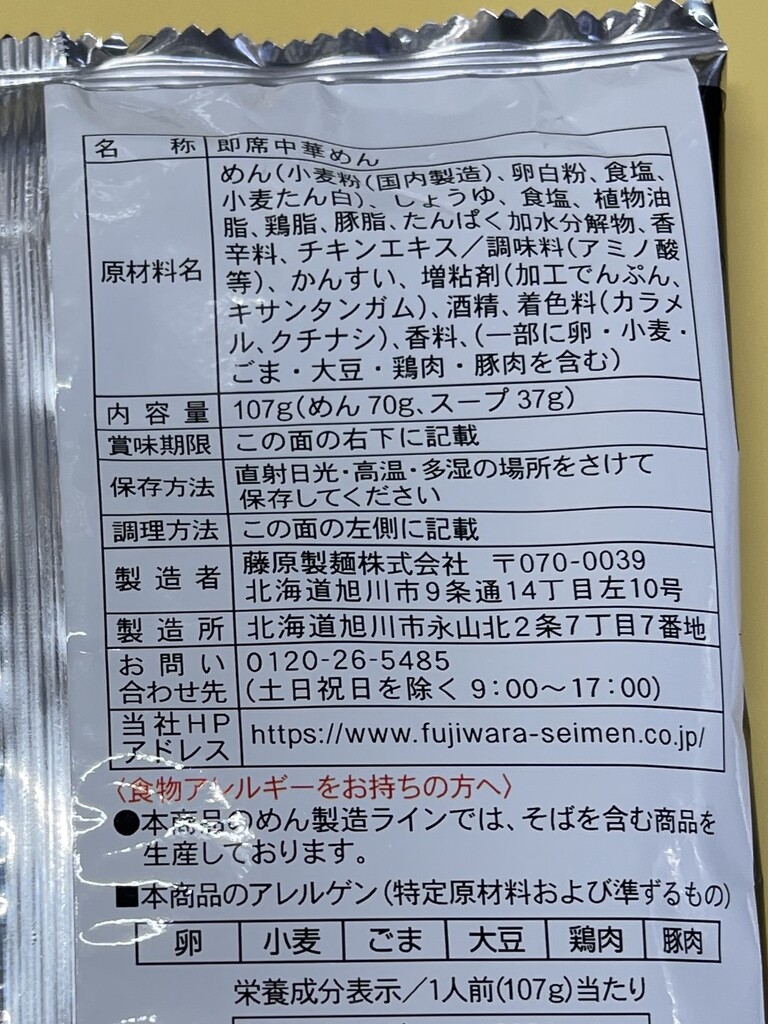 名称 即席中華めん
原材料名 めん(小麦粉(国内製造)、卵白粉、食塩、
小麦たん白)、しょうゆ、食塩、植物油
脂、鶏脂、豚脂、たんぱく加水分解物、香
辛料、チキンエキス/調味料(アミノ酸
等)、かんすい、増粘剤(加工でんぷん、
キサンタンガム)、酒精、着色料(カラメ
ル、クチナシ)、香料、(一部に卵・小麦・
ごま・大豆・鶏肉・豚肉を含む)
内容量 107g(めん70g、スープ37g)
賞味期限 この面の右下に記載
保存方法 直射日光・高温・多湿の場所をさけて
保存してください
調理方法 この面の左側に記載
製造者 藤原製麺株式会社 〒070-0039
北海道旭川市9条通14丁目左10号
製造所 北海道旭川市永山北2条7丁目7番地
お問い 0120-26-5485
合わせ先 (土日祝日を除く 9:00〜17:00)
当社HP
アドレス https://www.fujiwara-seimen.co.jp/
〈食物アレルギーをお持ちの方へ〉
●本商品のめん製造ラインでは、そばを含む商品を
生産しております。
■本商品のアレルゲン(特定原材料および準ずるもの)
卵 小麦 ごま 大豆 鶏肉 豚肉
栄養成分表示/1人前(107g)当たり